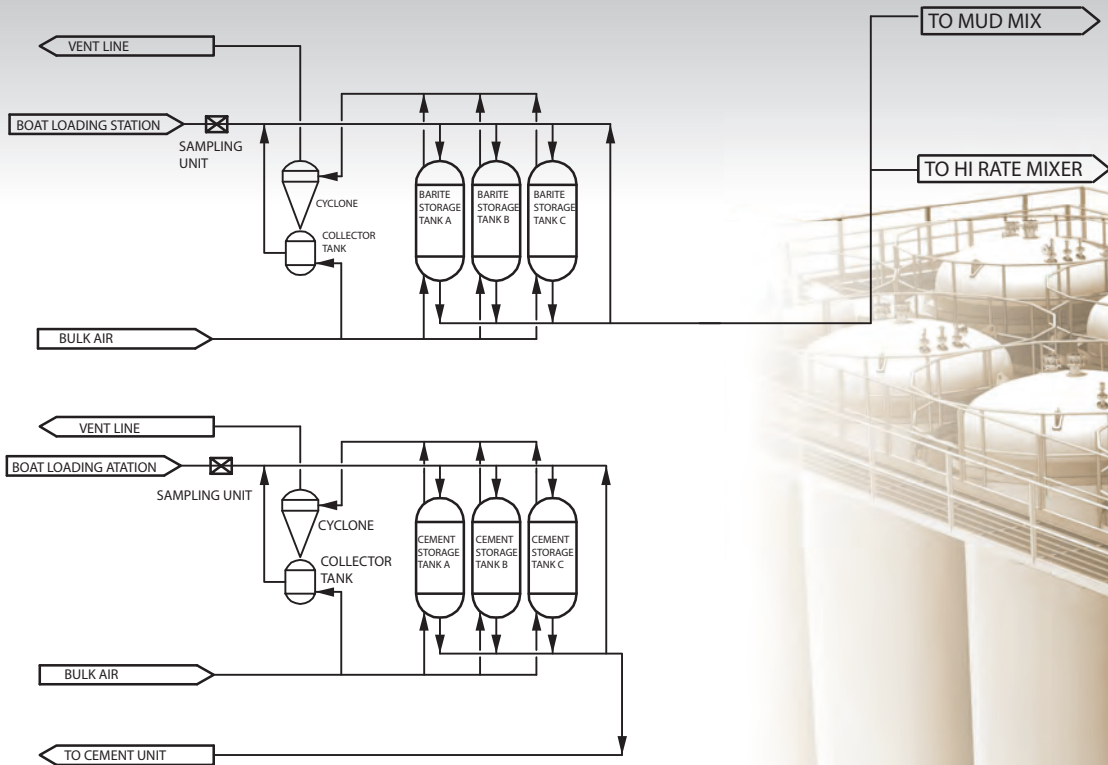 TO MUD MIX
VENT LINE
BOAT LOADING STATION
SAMPLING
UNIT
TO HI RATE MIXER
CYCLONE
BARITE
STORAGE
TANK A
BARITE
STORAGE
TANK B
BARITE
STORAGE
TANK C
COLLECTOR
TANK
BULK AIR
VENT LINE
BOAT LOADING ATATION
SAMPLING UNIT
CYCLONE
CEMENT
STORAGE
TANK A
CEMENT
STORAGE
TANK B
CEMENT
STORAGE
TANK C
COLLECTOR
TANK
BULK AIR
TO CEMENT UNIT